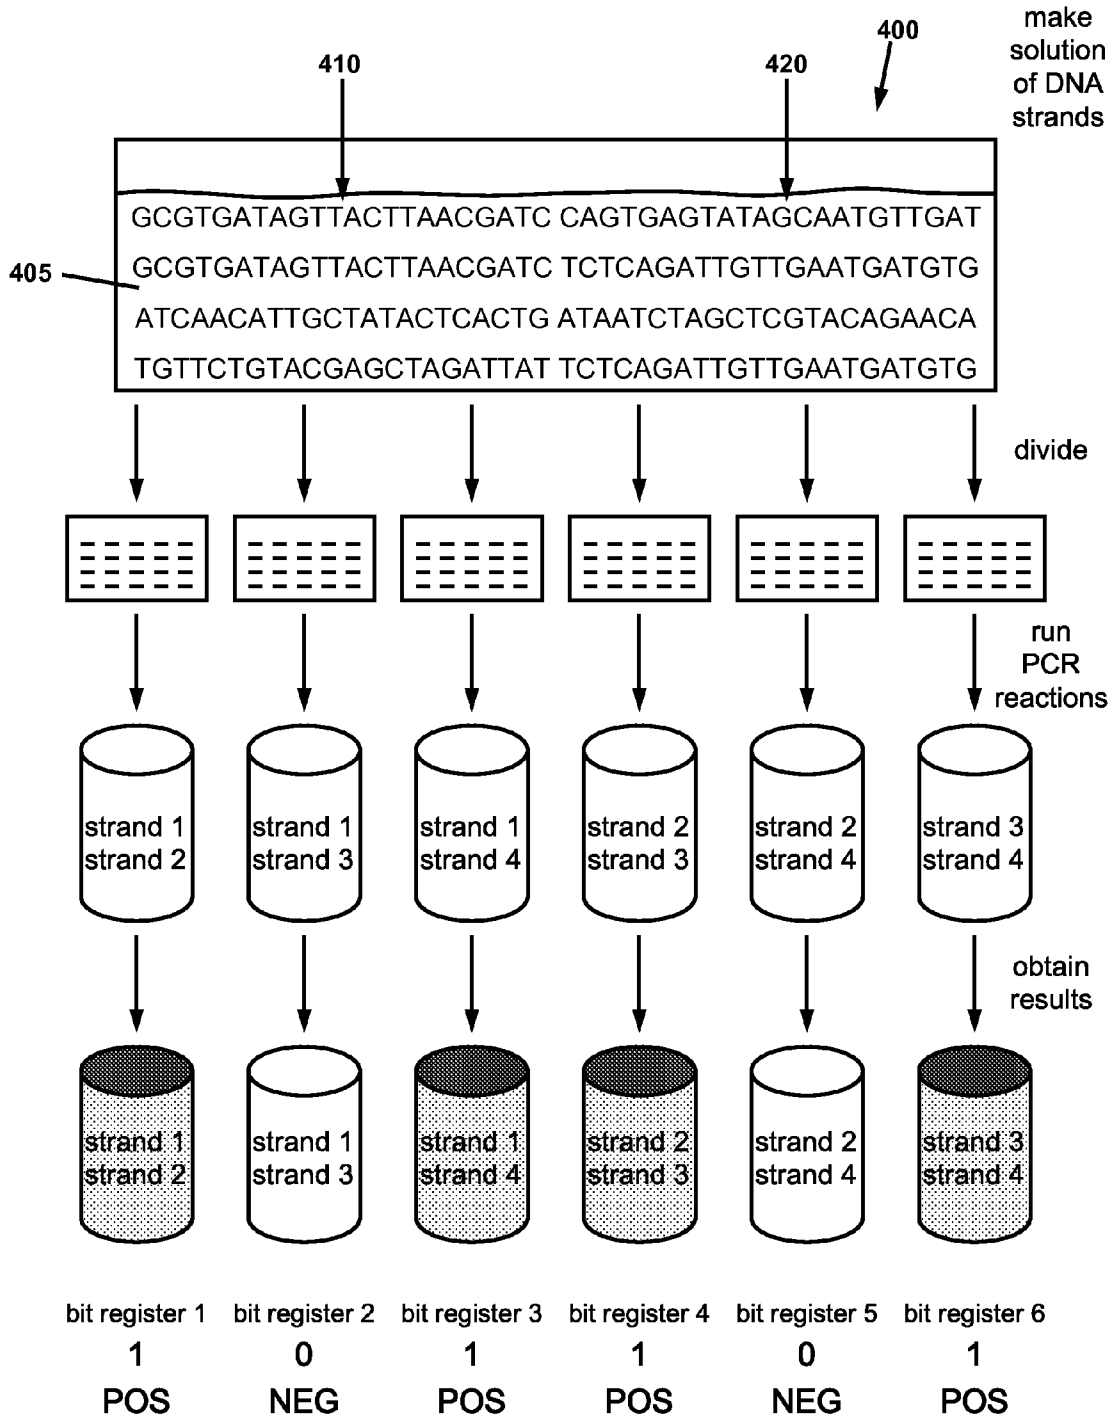 make
solution
of DNA
strands
400
410
420
GCGTGATAGTTACTTAACGATC CAGTGAGTATAGCAATGTTGAT
GCGTGATAGTTACTTAACGATC TCTCAGATTGTTGAATGATGTG
405
ATCAACATTGCTATACTCACTG ATAATCTAGCTCGTACAGAACA
TGTTCTGTACGAGCTAGATTAT TCTCAGATTGTTGAATGATGTG
divide
run
PCR
reactions
strand 1 strand 1 strand 1 strand 2 strand 2 strand 3
strand 2 strand 3 strand 4 strand 3 strand 4 strand 4
obtain
results
strand 1 strand 1 strand 1 strand 2 strand 2 strand 3
strand 2 strand 3 strand 4 strand 3 strand 4 strand 4
bit register 1 bit register 2 bit register 3 bit register 4 bit register 5 bit register 6
1 0 1 1 0 1
POS NEG POS POS NEG POS